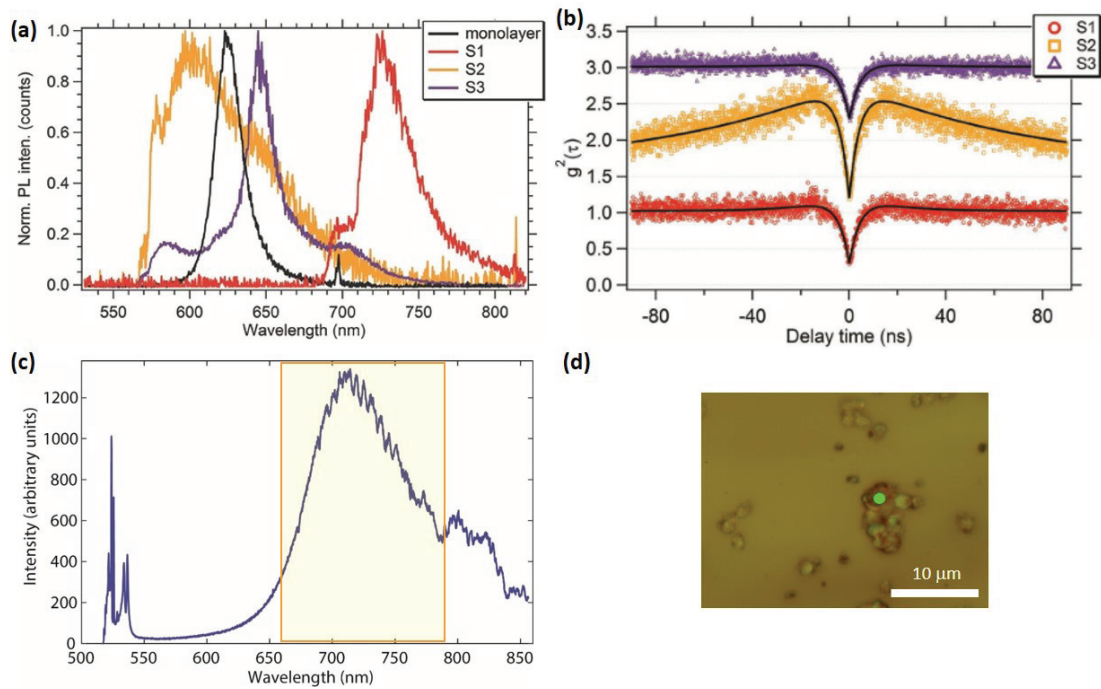 (a)
Norm. PL inten. (counts)
1.0
0.8
0.6
0.4
0.2
0.0
monolayer
S1
S2
S3
550
600
650
700
750
800
Wavelength (nm)
(b)
g²(τ)
3.5
3.0
2.5
2.0
1.5
1.0
0.5
0.0
S1
S2
S3
-80
-40
0
40
80
Delay time (ns)
(c)
Intensity (arbitrary units)
1200
1000
800
600
400
200
0
500
550
600
650
700
750
800
850
Wavelength (nm)
(d)
10 μm